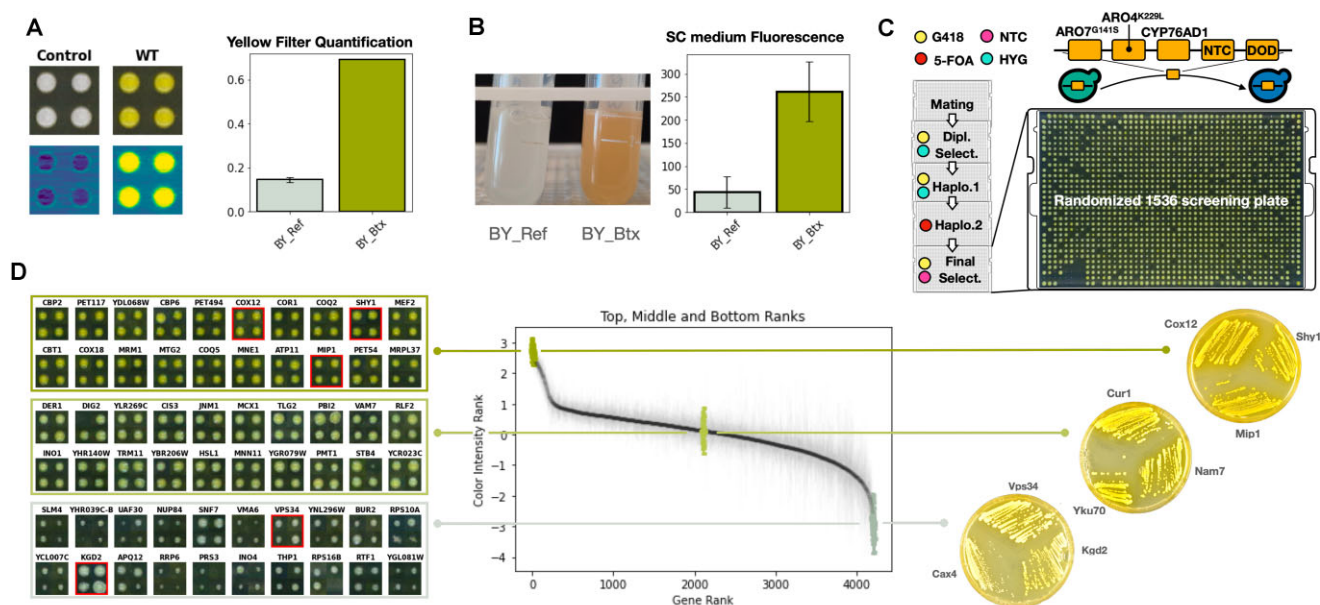 A
Control
WT
Yellow Filter Quantification
0.6
0.4
0.2
0.0
BY_Ref
BY_Btx
B
BY_Ref
BY_Btx
SC medium Fluorescence
300
250
200
150
100
50
0
BY_Ref
BY_Btx
C
G418
NTC
5-FOA
HYG
Mating
Dipl.
Select.
Haplo.1
Haplo.2
Final
Select.
ARO4K229L
ARO7G141S
CYP76AD1
NTC
DOD
Randomized 1536 screening plate
D
CBP2 PET117 YDL068W CBP6 PET494 COX12 COR1 COQ2 SHY1 MEF2
CBT1 COX18 MRM1 MTG2 COQ5 MNE1 ATP11 MIP1 PET54 MRPL37
DER1 DIG2 YLR269C CIS3 JNM1 MCX1 TLG2 PBI2 VAM7 RLF2
INO1 YHR140W TRM11 YBR206W HSL1 MNN11 YGR079W PMT1 STB4 YCR023C
SLM4 YHR039C-B UAF30 NUP84 SNF7 VMA6 VPS34 YNL296W BUR2 RPS10A
YCL007C KGD2 APQ12 RRP6 PRS3 INO4 THP1 RPS16B RTF1 YGL081W
Top, Middle and Bottom Ranks
Color Intensity Rank
3
2
1
0
−1
−2
−3
−4
0
1000
2000
3000
4000
Gene Rank
Cox12
Shy1
Mip1
Cur1
Nam7
Yku70
Vps34
Kgd2
Cax4